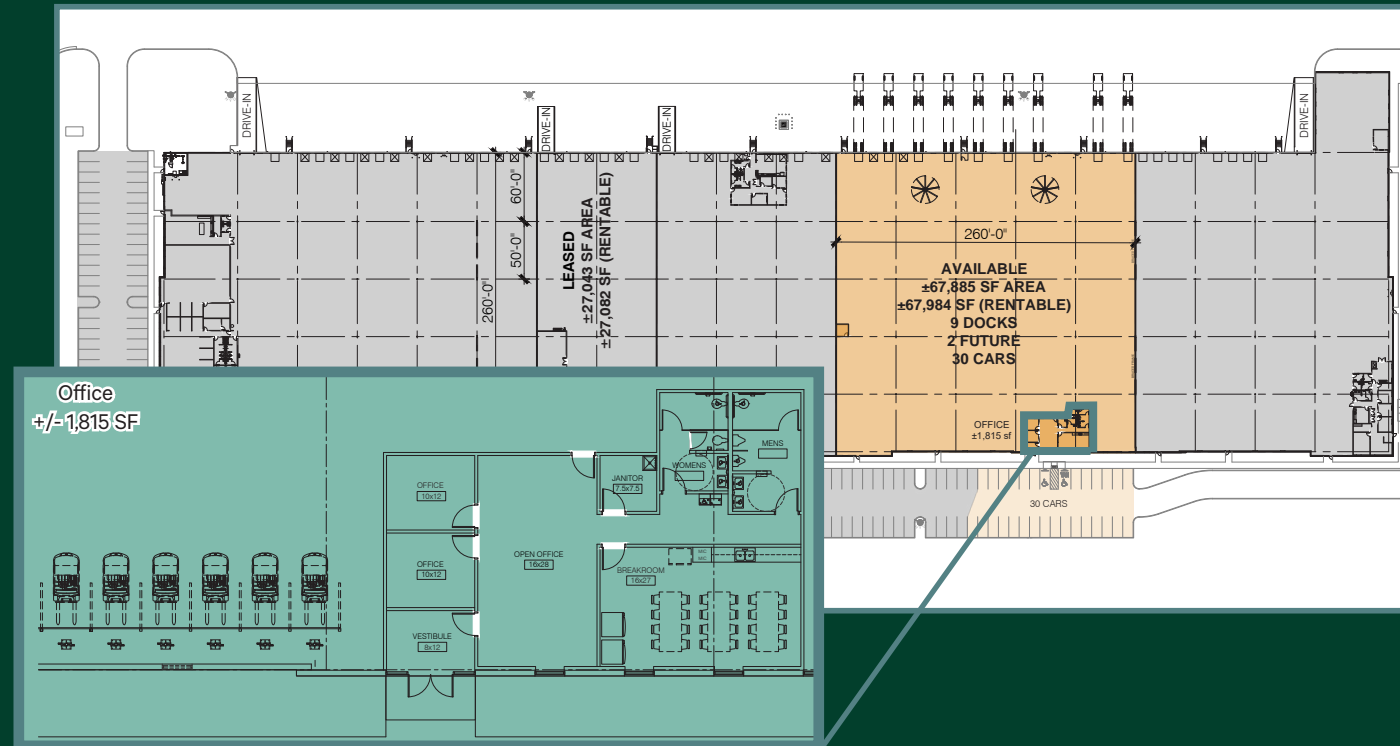 DRIVE-IN
DRIVE-IN
DRIVE-IN
DRIVE-IN
60'-0"
50'-0"
260'-0"
LEASED
±27,043 SF AREA
±27,082 SF (RENTABLE)
260'-0"
AVAILABLE
±67,885 SF AREA
±67,984 SF (RENTABLE)
9 DOCKS
2 FUTURE
30 CARS
OFFICE
±1,815 sf
30 CARS
Office
+/- 1,815 SF
OFFICE
10x12
OFFICE
10x12
VESTIBULE
8x12
OPEN OFFICE
16x28
JANITOR
7.5x7.5
WOMENS
MENS
BREAKROOM
16x27